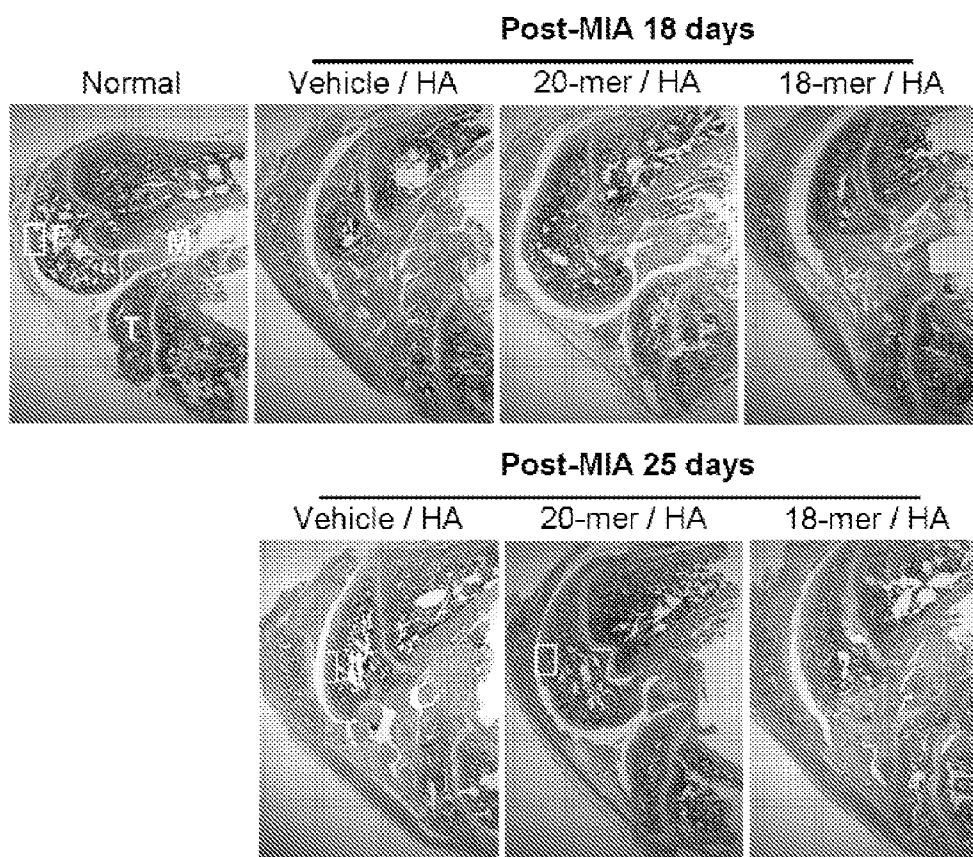 Post-MIA 18 days
Normal Vehicle / HA 20-mer / HA 18-mer / HA
F
M
T
Post-MIA 25 days
Vehicle / HA 20-mer / HA 18-mer / HA